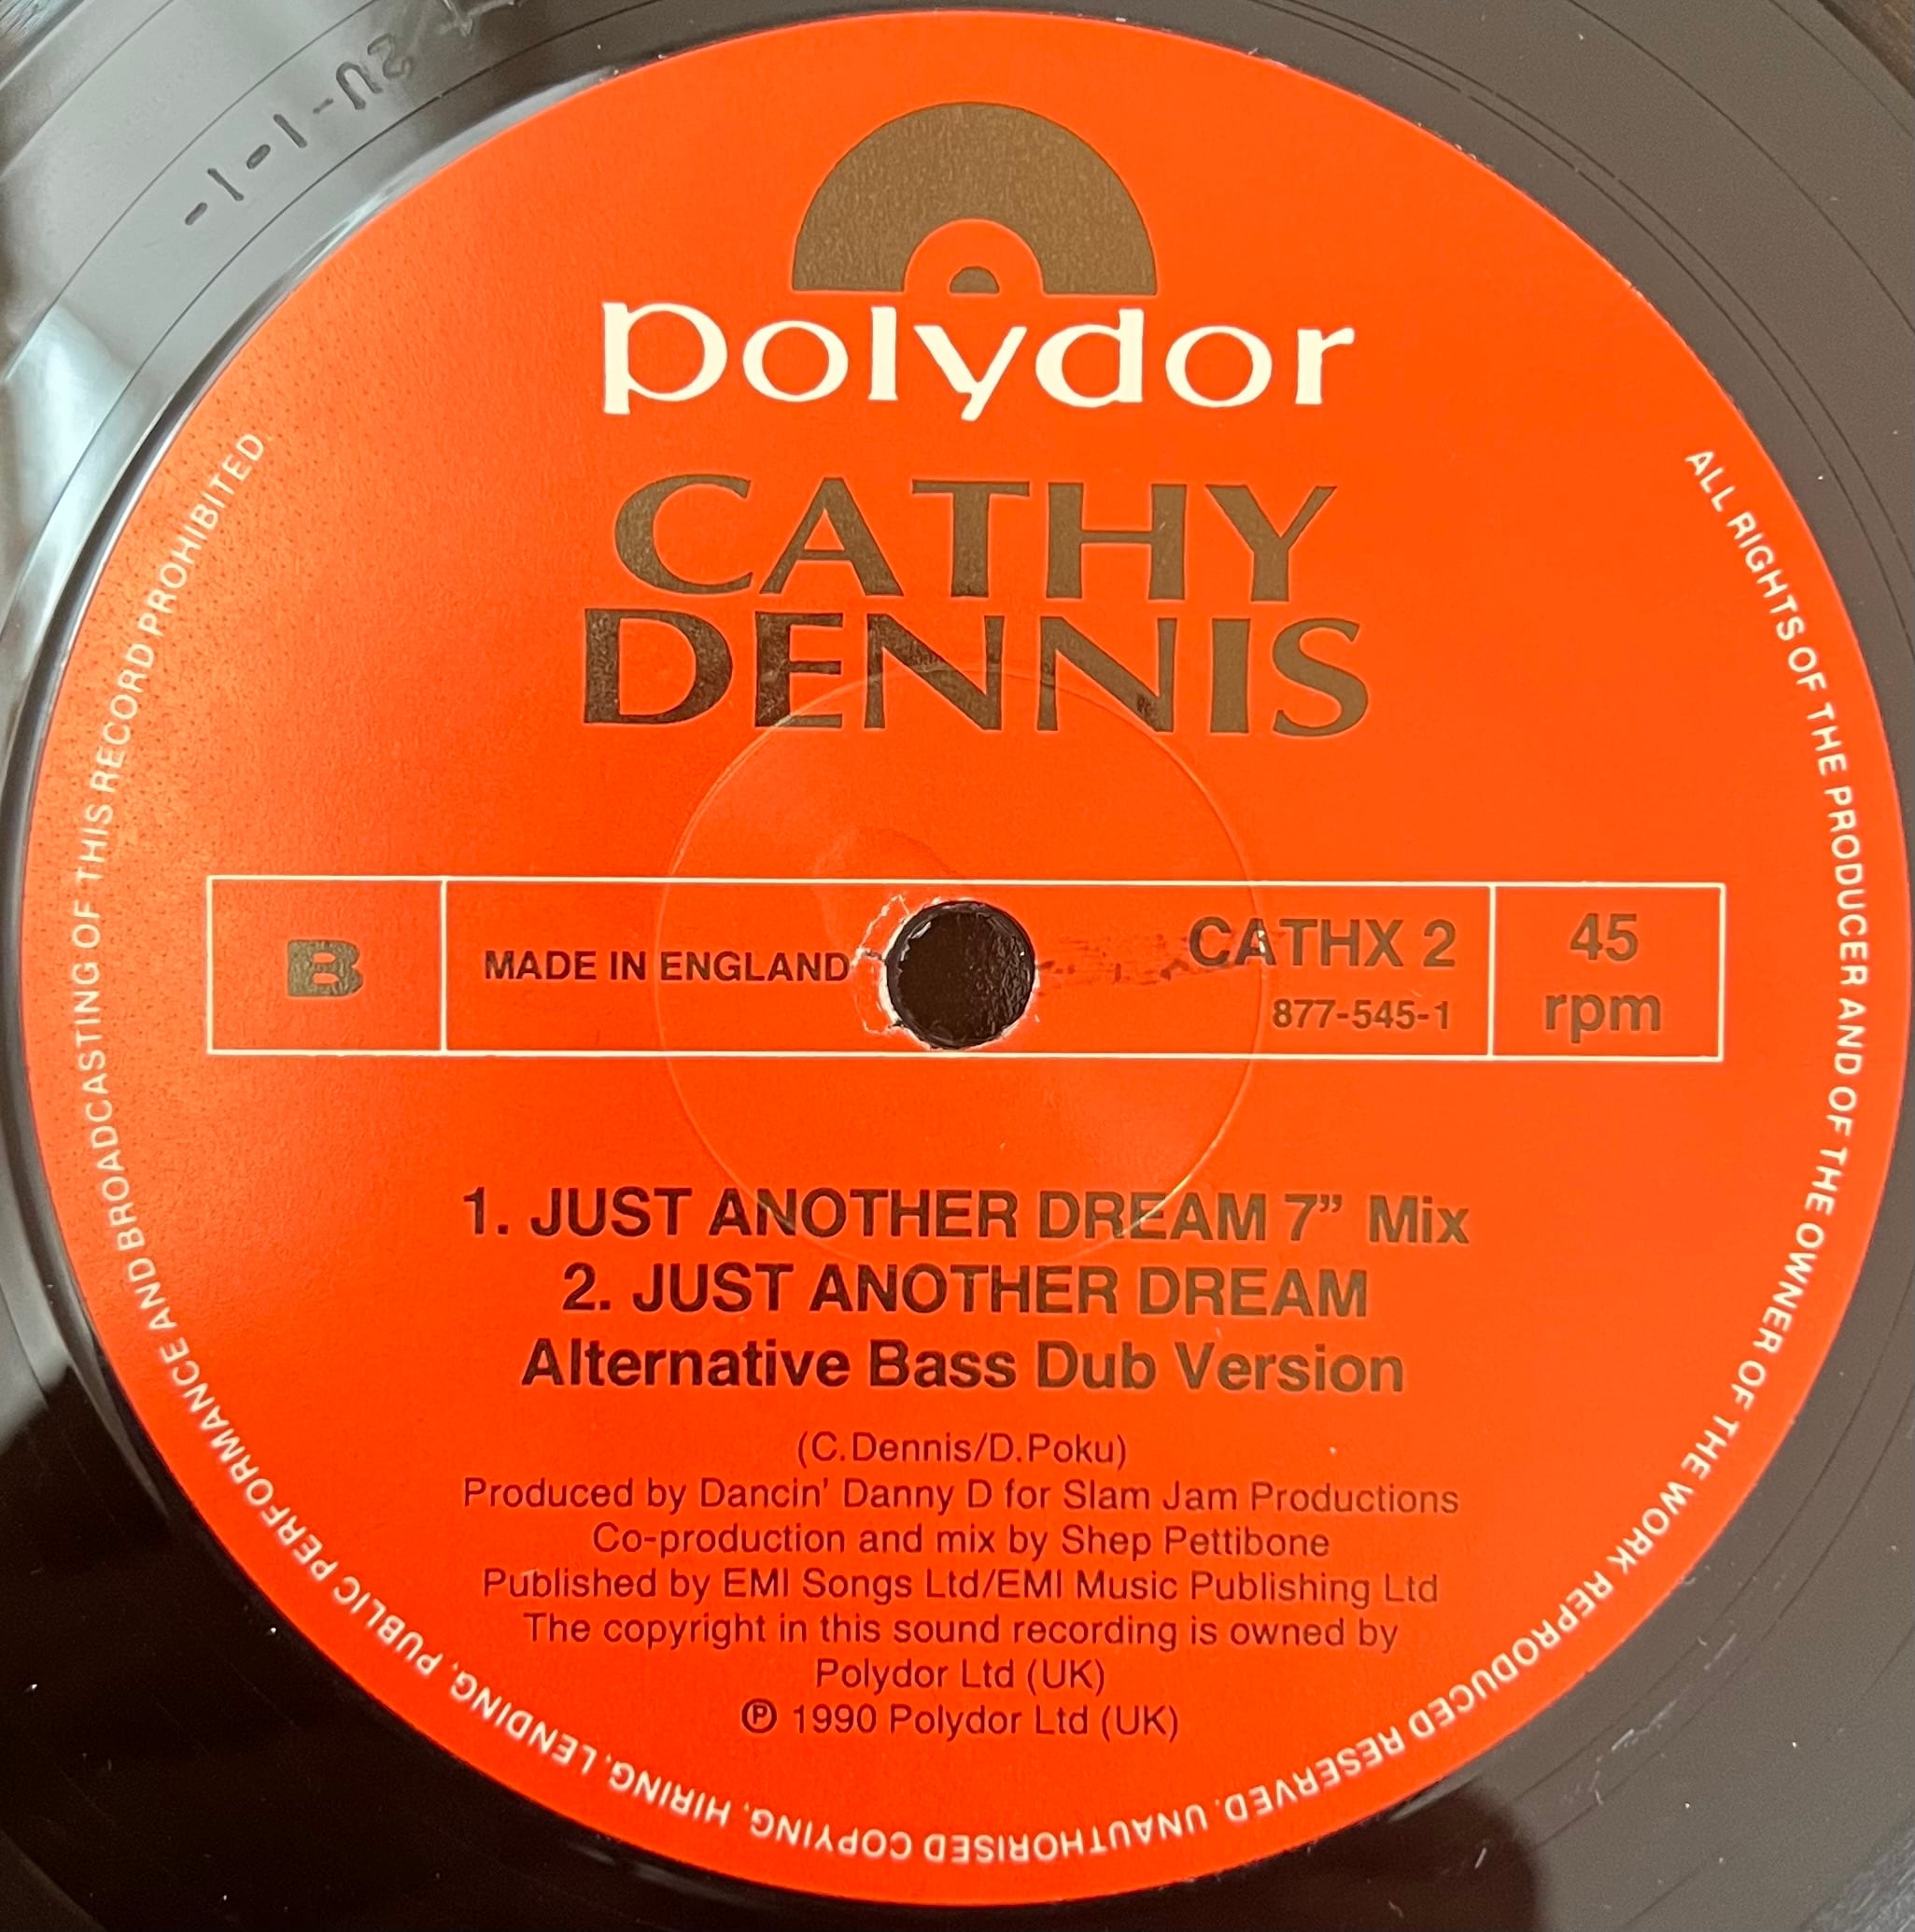 polydor
CATHY
DENNIS
B
MADE IN ENGLAND
CATHX 2
877-545-1
45
rpm
1. JUST ANOTHER DREAM 7” Mix
2. JUST ANOTHER DREAM
Alternative Bass Dub Version
(C.Dennis/D.Poku)
Produced by Dancin' Danny D for Slam Jam Productions
Co-production and mix by Shep Pettibone
Published by EMI Songs Ltd/EMI Music Publishing Ltd
The copyright in this sound recording is owned by
Polydor Ltd (UK)
Ⓟ 1990 Polydor Ltd (UK)
ALL RIGHTS OF THE PRODUCER AND OF THE OWNER OF THE WORK REPRODUCED RESERVED. UNAUTHORISED COPYING, HIRING, LENDING, PUBLIC PERFORMANCE AND BROADCASTING OF THIS RECORD PROHIBITED